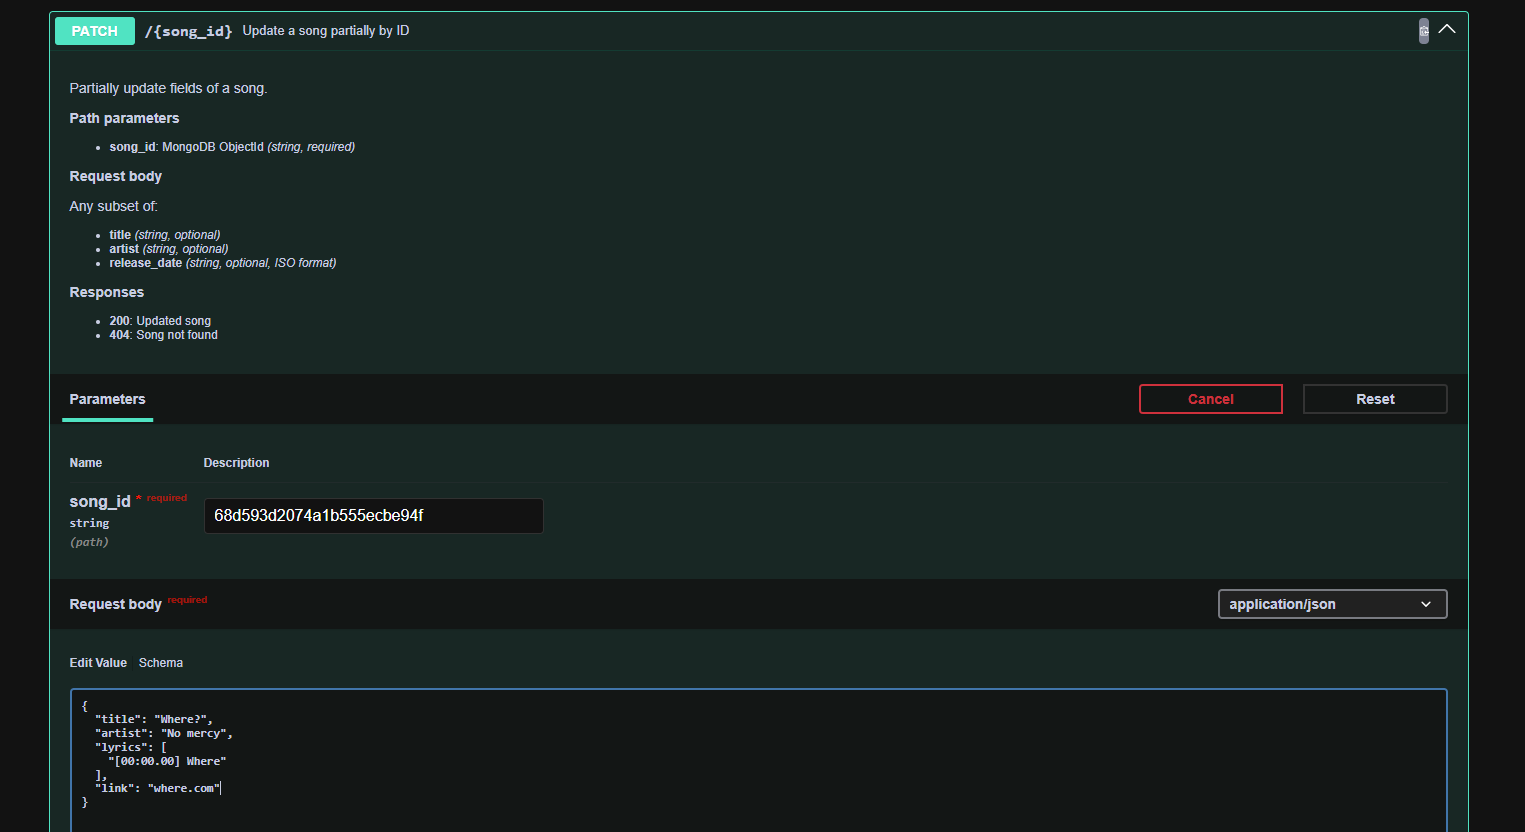 PATCH /{song_id} Update a song partially by ID
Partially update fields of a song.
Path parameters
song_id: MongoDB ObjectId (string, required)
Request body
Any subset of:
title (string, optional)
artist (string, optional)
release_date (string, optional, ISO format)
Responses
200: Updated song
404: Song not found
Parameters Cancel Reset
Name Description
song_id * required
string
(path)
68d593d2074a1b555ecbe94f
Request body required application/json
Edit Value Schema
{
"title": "Where?",
"artist": "No mercy",
"lyrics": [
"[00:00.00] Where"
],
"link": "where.com"
}